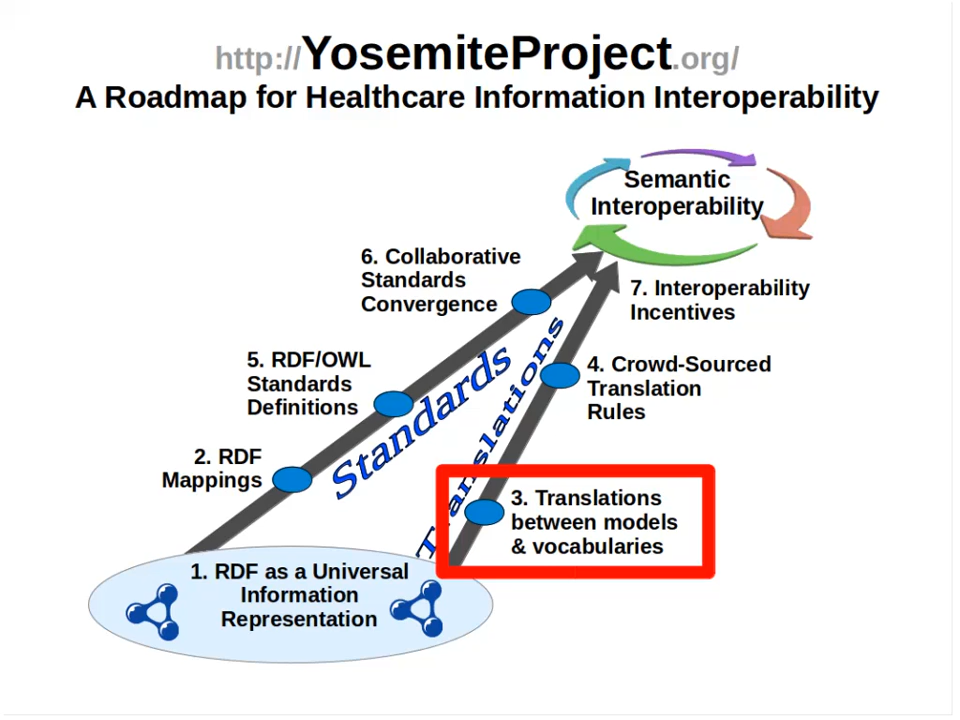 http://YosemiteProject.org/
A Roadmap for Healthcare Information Interoperability
Semantic
Interoperability
6. Collaborative
Standards
Convergence
7. Interoperability
Incentives
5. RDF/OWL
Standards
Definitions
4. Crowd-Sourced
Translation
Rules
Standards
Translations
2. RDF
Mappings
3. Translations
between models
& vocabularies
1. RDF as a Universal
Information
Representation